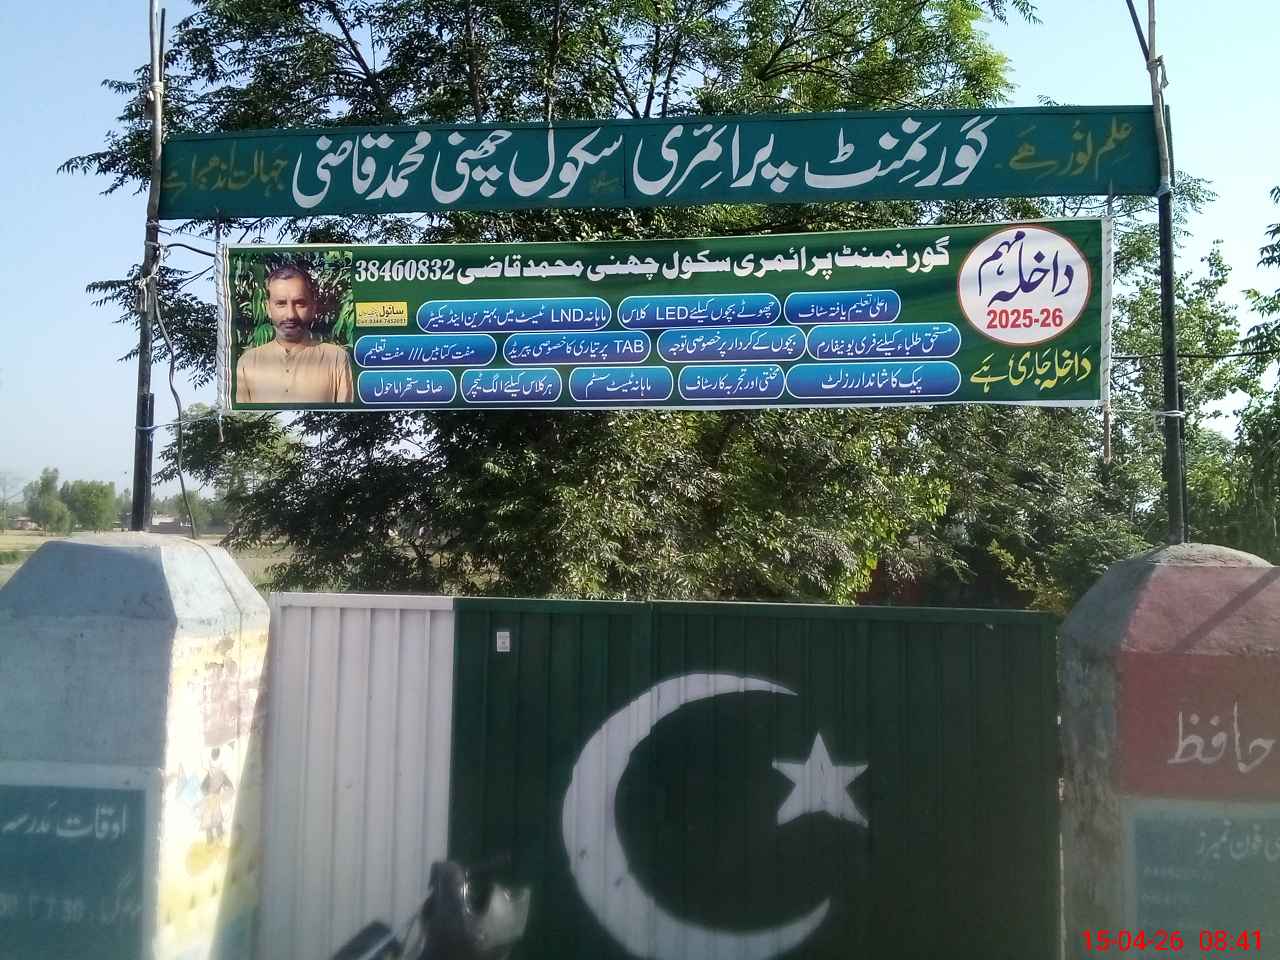 علم نور ہے۔ گورنمنٹ پرائمری سکول چھنی محمد قاضی جہالت اندھیرا ہے
گورنمنٹ پرائمری سکول چھنی محمد قاضی 38460832
داخلہ مہم
2025-26
داخلہ جاری ہے
اعلیٰ تعلیم یافتہ سٹاف
چھوٹے بچوں کیلئے LED کلاس
ماہانہ LND ٹیسٹ میں بہترین انڈیکیٹر
مستحق طلباء کیلئے فری یونیفارم
بچوں کے کردار پر خصوصی توجہ
TAB پر تیاری کا خصوصی پیریڈ
مفت کتابیں /// مفت تعلیم
پیک کا شاندار رزلٹ
محنتی اور تجربہ کار سٹاف
ماہانہ ٹیسٹ سسٹم
ہر کلاس کیلئے الگ ٹیچر
صاف ستھرا ماحول
حافظ
فون نمبرز
اوقات مدرسہ
15-04-26 08:41